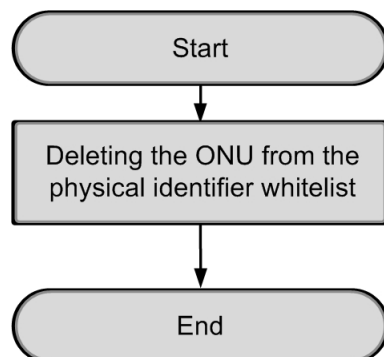 Start
Deleting the ONU from the
physical identifier whitelist
End